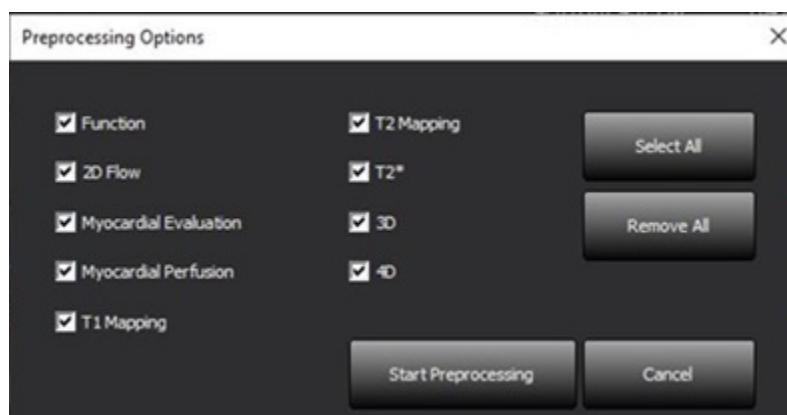 Preprocessing Options
Function
2D Flow
Myocardial Evaluation
Myocardial Perfusion
T1 Mapping
T2 Mapping
T2*
3D
4D
Select All
Remove All
Start Preprocessing
Cancel